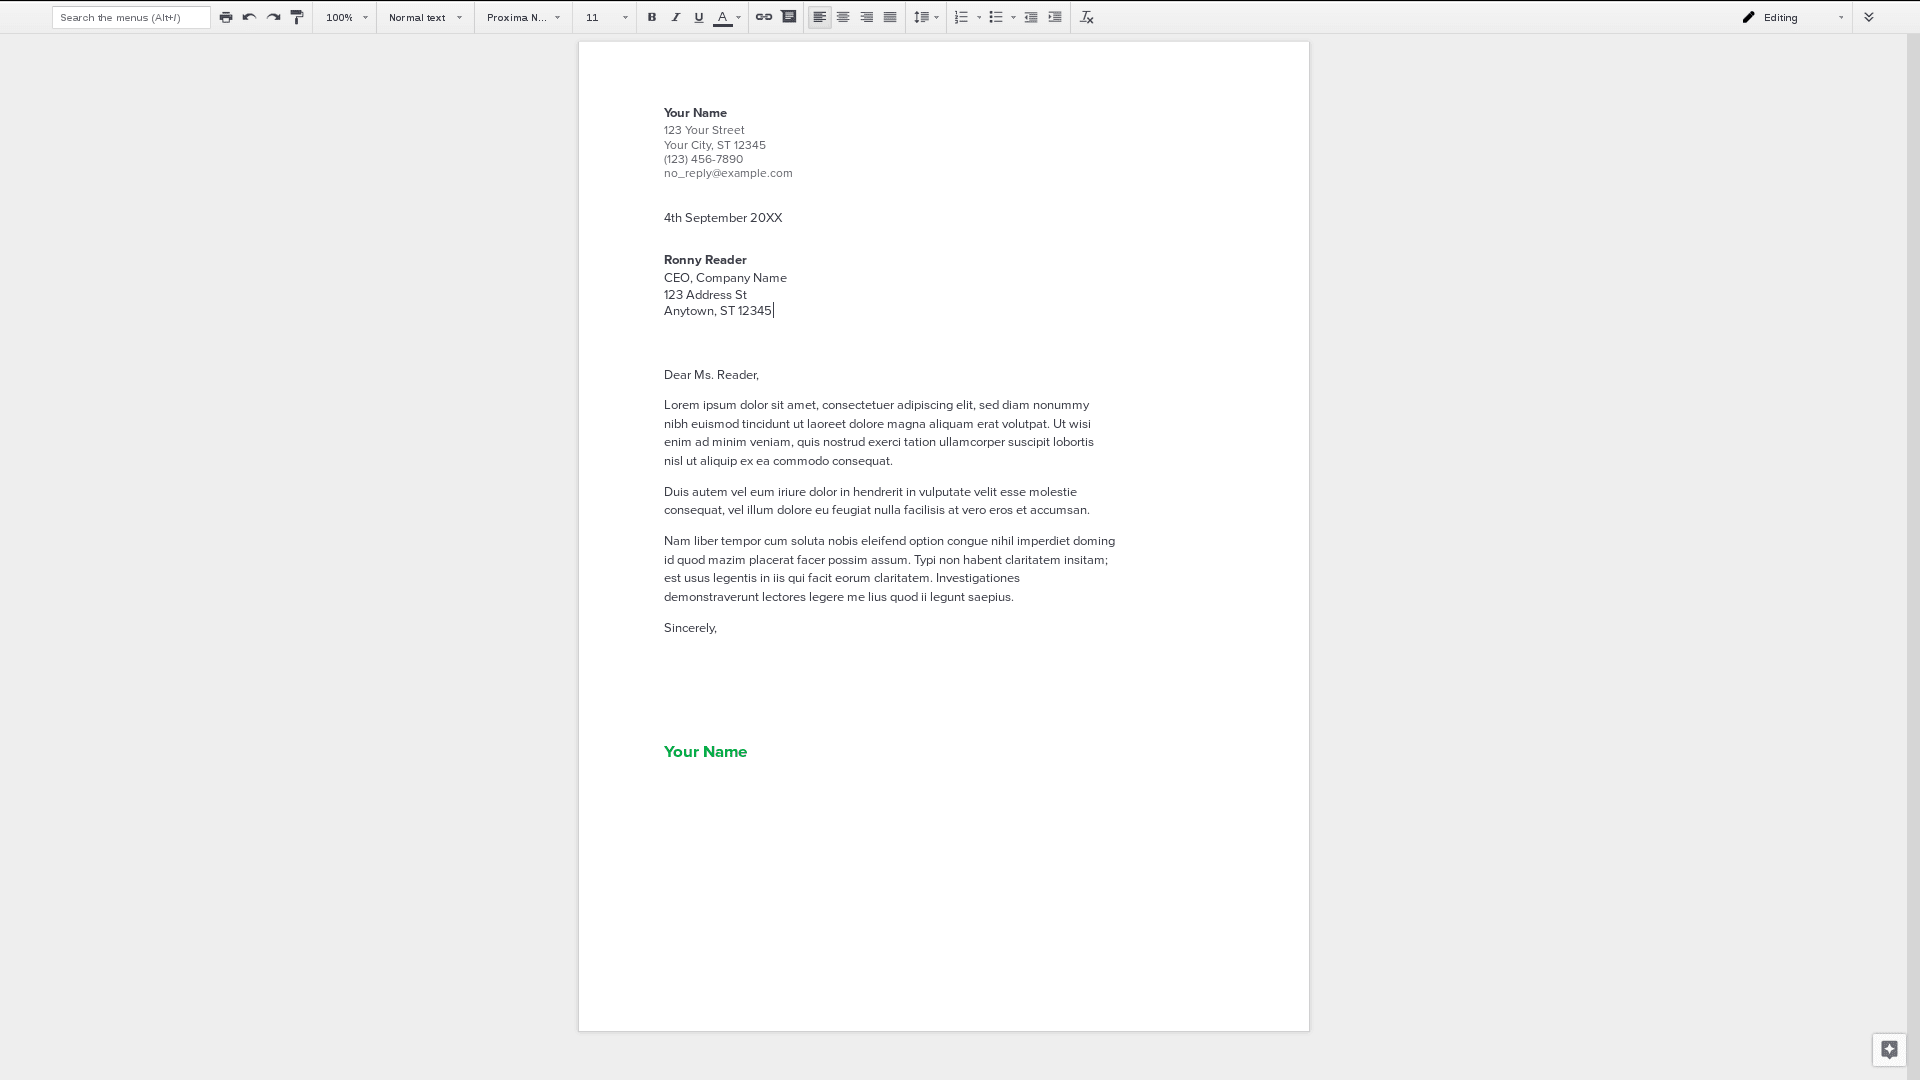 Search the menus (Alt+/)
100%
Normal text
Proxima N...
11
B I U A
Editing
Your Name
123 Your Street
Your City, ST 12345
(123) 456-7890
no_reply@example.com
4th September 20XX
Ronny Reader
CEO, Company Name
123 Address St
Anytown, ST 12345
Dear Ms. Reader,
Lorem ipsum dolor sit amet, consectetuer adipiscing elit, sed diam nonummy
nibh euismod tincidunt ut laoreet dolore magna aliquam erat volutpat. Ut wisi
enim ad minim veniam, quis nostrud exerci tation ullamcorper suscipit lobortis
nisl ut aliquip ex ea commodo consequat.
Duis autem vel eum iriure dolor in hendrerit in vulputate velit esse molestie
consequat, vel illum dolore eu feugiat nulla facilisis at vero eros et accumsan.
Nam liber tempor cum soluta nobis eleifend option congue nihil imperdiet doming
id quod mazim placerat facer possim assum. Typi non habent claritatem insitam;
est usus legentis in iis qui facit eorum claritatem. Investigationes
demonstraverunt lectores legere me lius quod ii legunt saepius.
Sincerely,
Your Name